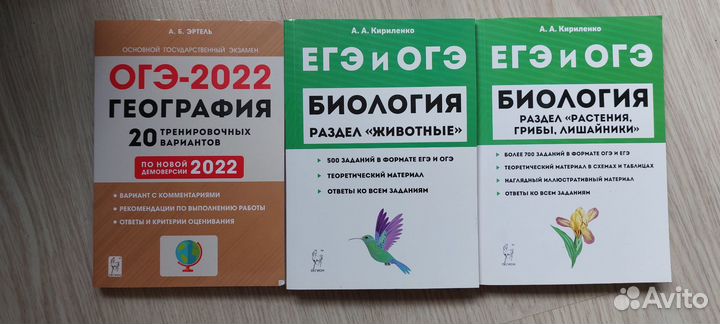 А. Б. ЭРТЕЛЬ
ОСНОВНОЙ ГОСУДАРСТВЕННЫЙ ЭКЗАМЕН
ОГЭ-2022
ГЕОГРАФИЯ
20 ТРЕНИРОВОЧНЫХ
ВАРИАНТОВ
ПО НОВОЙ
ДЕМОВЕРСИИ 2022
• ВАРИАНТ С КОММЕНТАРИЯМИ
• РЕКОМЕНДАЦИИ ПО ВЫПОЛНЕНИЮ РАБОТЫ
• ОТВЕТЫ И КРИТЕРИИ ОЦЕНИВАНИЯ
ЛЕГИОН
А. А. Кириленко
ЕГЭ И ОГЭ
БИОЛОГИЯ
РАЗДЕЛ «ЖИВОТНЫЕ»
• 500 ЗАДАНИЙ В ФОРМАТЕ ЕГЭ И ОГЭ
• ТЕОРЕТИЧЕСКИЙ МАТЕРИАЛ
• ОТВЕТЫ КО ВСЕМ ЗАДАНИЯМ
ЛЕГИОН
А. А. Кириленко
ЕГЭ И ОГЭ
БИОЛОГИЯ
РАЗДЕЛ «РАСТЕНИЯ,
ГРИБЫ, ЛИШАЙНИКИ»
• БОЛЕЕ 700 ЗАДАНИЙ В ФОРМАТЕ ОГЭ И ЕГЭ
• ТЕОРЕТИЧЕСКИЙ МАТЕРИАЛ В СХЕМАХ И ТАБЛИЦАХ
• НАГЛЯДНЫЙ ИЛЛЮСТРАТИВНЫЙ МАТЕРИАЛ
• ОТВЕТЫ КО ВСЕМ ЗАДАНИЯМ
ЛЕГИОН
Avito